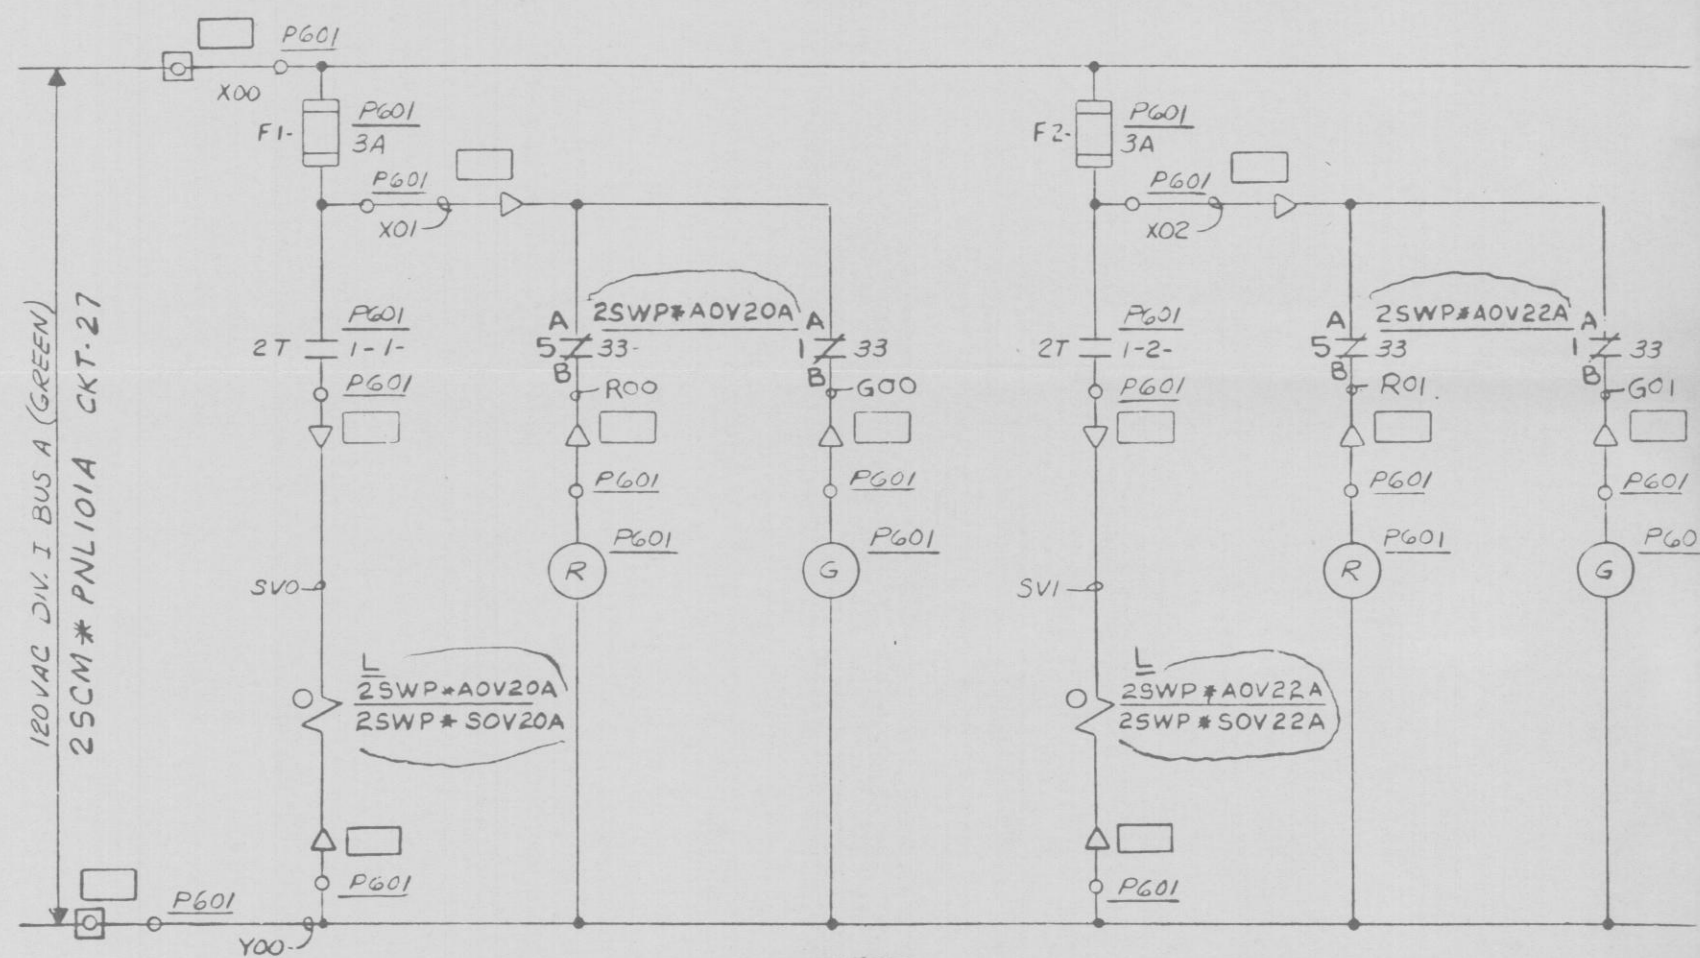 P601
X00
F1-
P601
3A
P601
X01
F2-
P601
3A
P601
X02
120VAC DIV. I BUS A (GREEN)
2SCM* PNL101A CKT.27
2T
P601
1-1-
P601
2SWP*AOV20A
A
5
33-
B
R00
A
1
33
B
G00
2T
P601
1-2-
P601
2SWP*AOV22A
A
5
33
B
R01
A
1
33
B
G01
P601
P601
P601
P601
P601
R
P601
G
P601
R
P60
G
SV0
SV1
L
2SWP*AOV20A
2SWP*SOV20A
L
2SWP*AOV22A
2SWP*SOV22A
P601
P601
P601
Y00